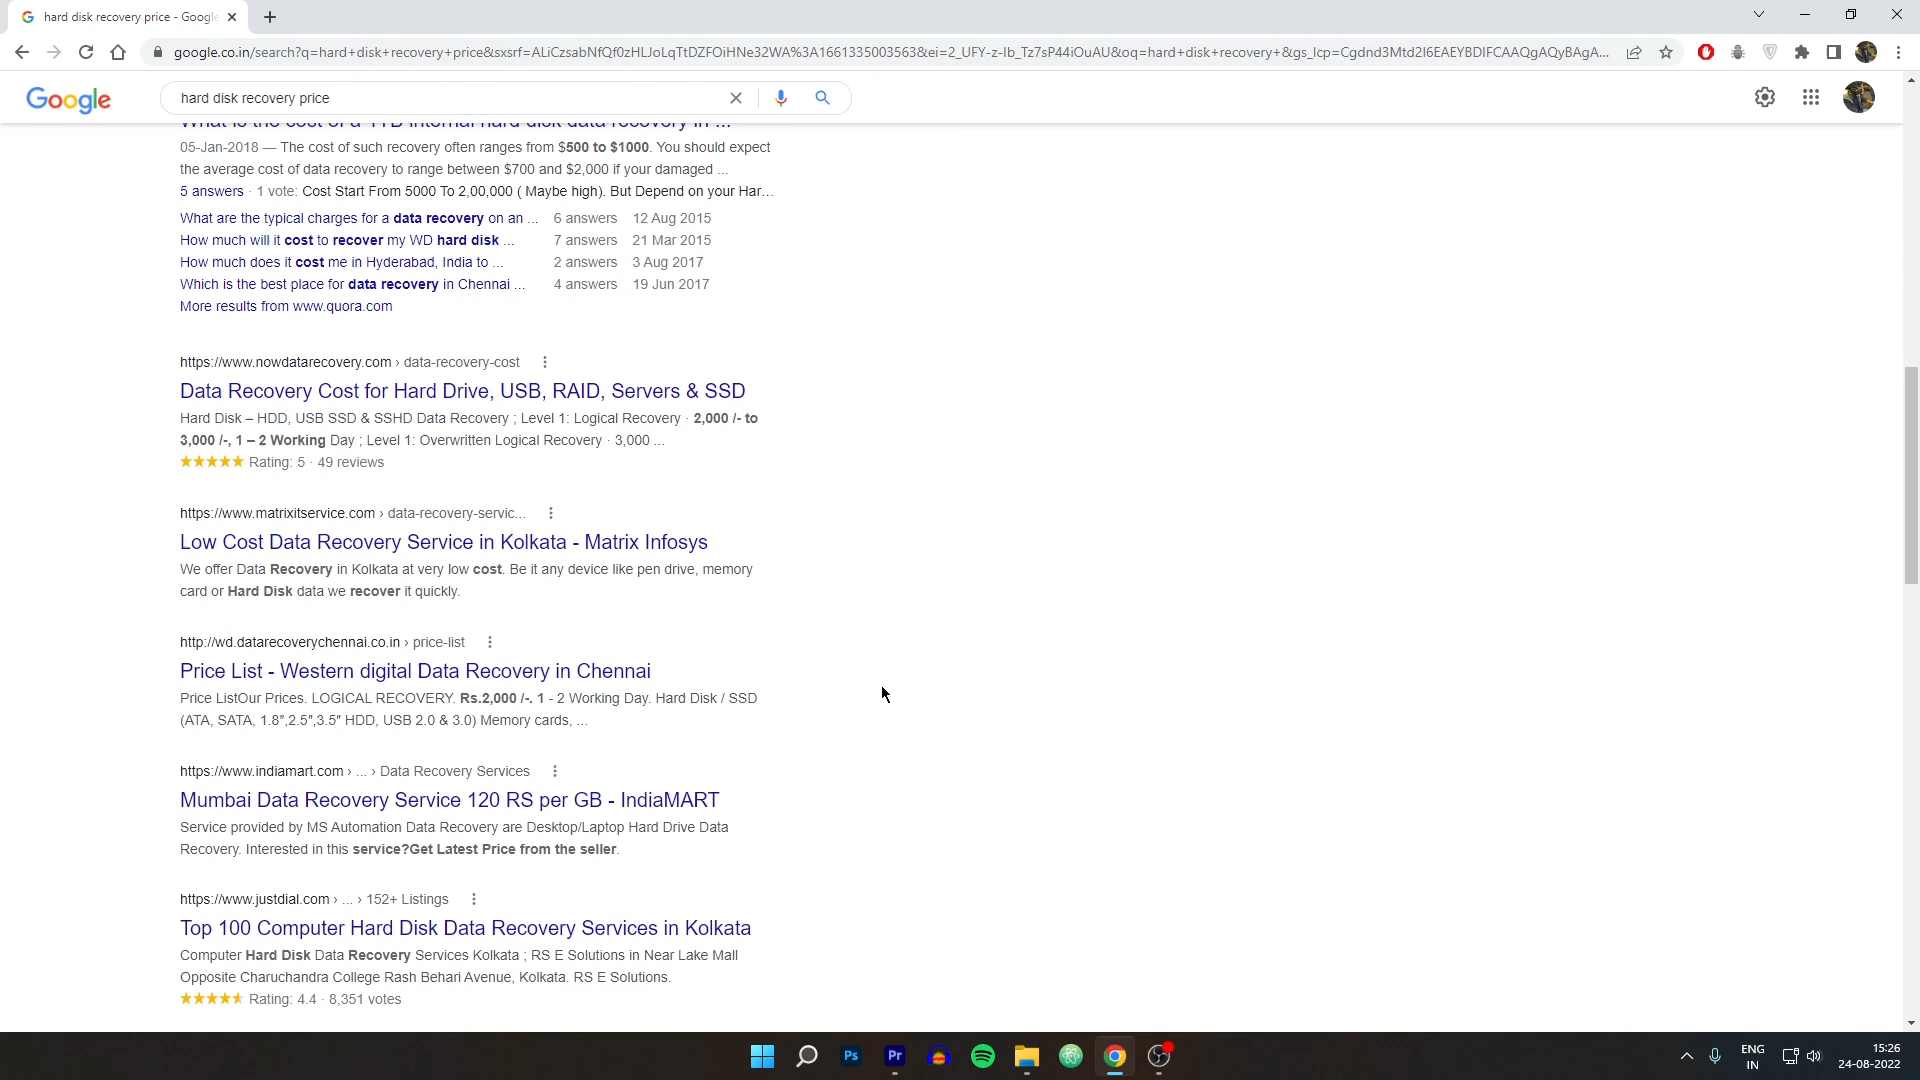 hard disk recovery price - Google
google.co.in/search?q=hard+disk+recovery+price&sxsrf=ALiCzsabNfQf0zHLJoLqTtDZFOiHNe32WA%3A1661335003563&ei=2_UFY-z-Ib_Tz7sP44iOuAU&oq=hard+disk+recovery+&gs_lcp=Cgdnd3Mtd2l6EAEYBDIFCAAQgAQyBAgA...
Google
hard disk recovery price
What is the cost of a 1TB internal hard disk data recovery in ...
05-Jan-2018 — The cost of such recovery often ranges from $500 to $1000. You should expect
the average cost of data recovery to range between $700 and $2,000 if your damaged ...
5 answers · 1 vote: Cost Start From 5000 To 2,00,000 ( Maybe high). But Depend on your Har...
What are the typical charges for a data recovery on an ... 6 answers 12 Aug 2015
How much will it cost to recover my WD hard disk ... 7 answers 21 Mar 2015
How much does it cost me in Hyderabad, India to ... 2 answers 3 Aug 2017
Which is the best place for data recovery in Chennai ... 4 answers 19 Jun 2017
More results from www.quora.com
https://www.nowdatarecovery.com › data-recovery-cost
Data Recovery Cost for Hard Drive, USB, RAID, Servers & SSD
Hard Disk – HDD, USB SSD & SSHD Data Recovery ; Level 1: Logical Recovery · 2,000 /- to
3,000 /-, 1 – 2 Working Day ; Level 1: Overwritten Logical Recovery · 3,000 ...
Rating: 5 · 49 reviews
https://www.matrixitservice.com › data-recovery-servic...
Low Cost Data Recovery Service in Kolkata - Matrix Infosys
We offer Data Recovery in Kolkata at very low cost. Be it any device like pen drive, memory
card or Hard Disk data we recover it quickly.
http://wd.datarecoverychennai.co.in › price-list
Price List - Western digital Data Recovery in Chennai
Price ListOur Prices. LOGICAL RECOVERY. Rs.2,000 /-. 1 - 2 Working Day. Hard Disk / SSD
(ATA, SATA, 1.8″,2.5″,3.5″ HDD, USB 2.0 & 3.0) Memory cards, ...
https://www.indiamart.com › ... › Data Recovery Services
Mumbai Data Recovery Service 120 RS per GB - IndiaMART
Service provided by MS Automation Data Recovery are Desktop/Laptop Hard Drive Data
Recovery. Interested in this service?Get Latest Price from the seller.
https://www.justdial.com › ... › 152+ Listings
Top 100 Computer Hard Disk Data Recovery Services in Kolkata
Computer Hard Disk Data Recovery Services Kolkata ; RS E Solutions in Near Lake Mall
Opposite Charuchandra College Rash Behari Avenue, Kolkata. RS E Solutions.
Rating: 4.4 · 8,351 votes
Ps
Pr
ENG
IN
15:26
24-08-2022